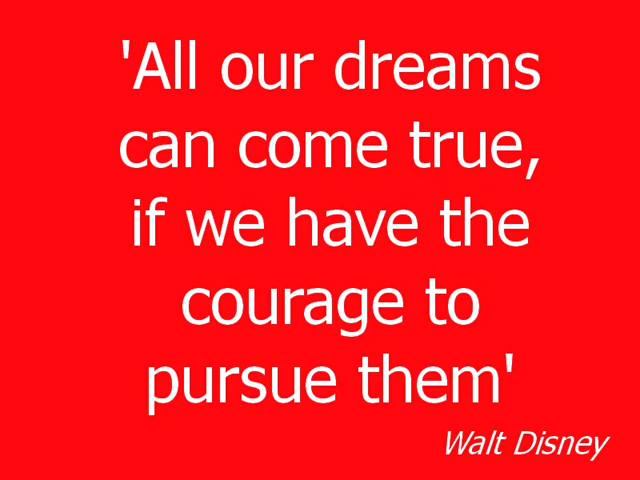 'All our dreams
can come true,
if we have the
courage to
pursue them'
Walt Disney